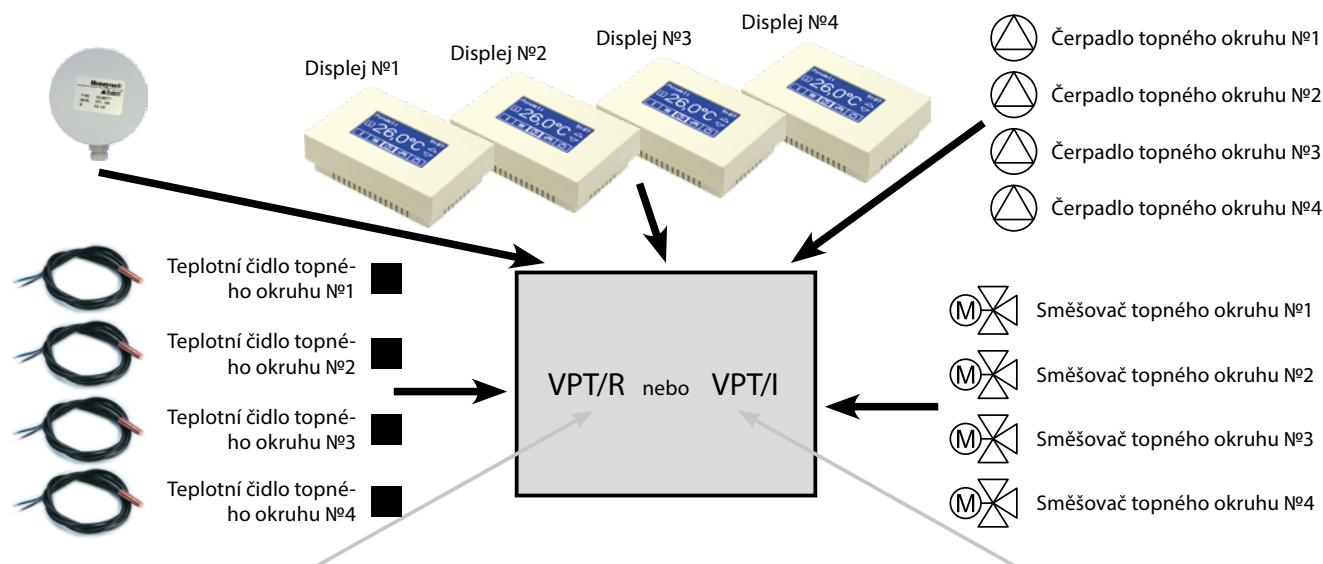 Displej №1
Displej №2
Displej №3
Displej №4
Honeywell
26,0°C
26,0°C
26,0°C
26,0°C
Čerpadlo topného okruhu №1
Čerpadlo topného okruhu №2
Čerpadlo topného okruhu №3
Čerpadlo topného okruhu №4
Teplotní čidlo topné-
ho okruhu №1
Teplotní čidlo topné-
ho okruhu №2
Teplotní čidlo topné-
ho okruhu №3
Teplotní čidlo topné-
ho okruhu №4
VPT/R nebo VPT/I
M Směšovač topného okruhu №1
M Směšovač topného okruhu №2
M Směšovač topného okruhu №3
M Směšovač topného okruhu №4